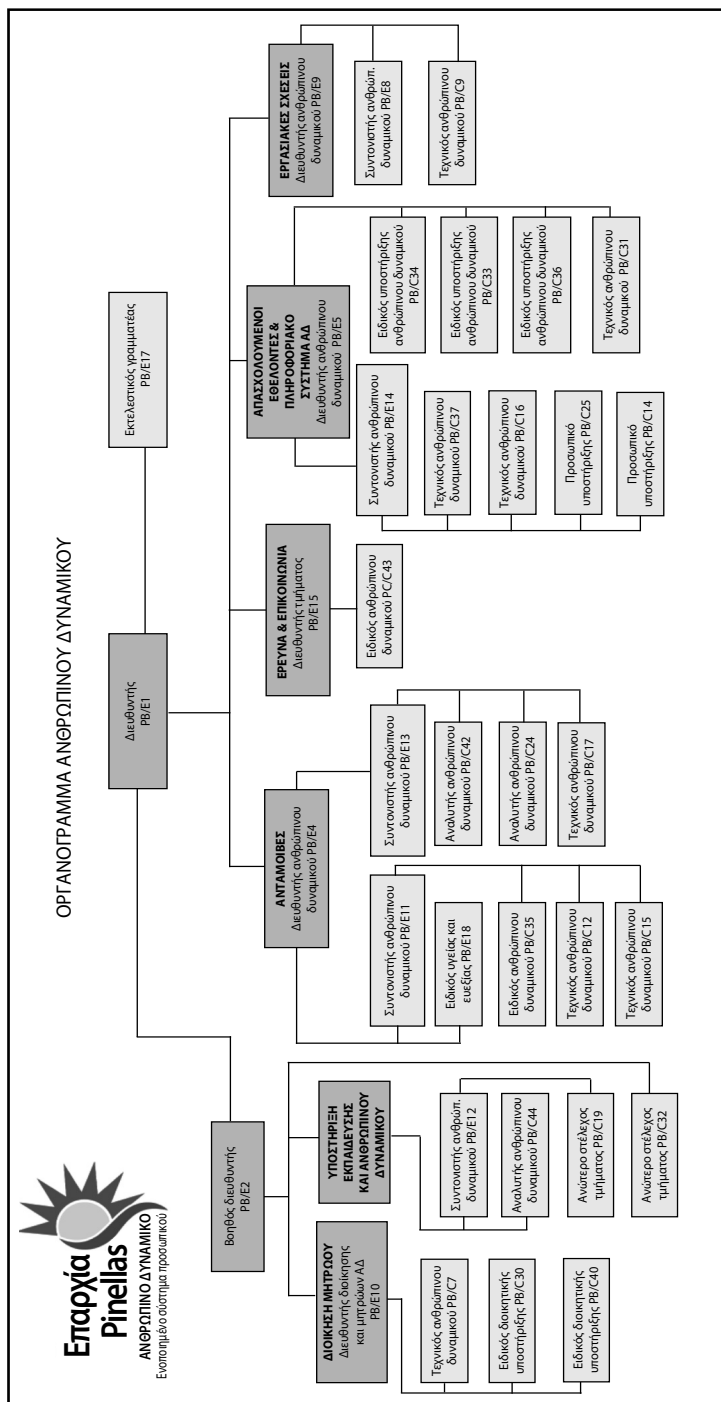 Επαρχία
Pinellas
ΑΝΘΡΩΠΙΝΟ ΔΥΝΑΜΙΚΟ
Ενοποιημένο σύστημα προσωπικού
ΟΡΓΑΝΟΓΡΑΜΜΑ ΑΝΘΡΩΠΙΝΟΥ ΔΥΝΑΜΙΚΟΥ
Διευθυντής
PB/E1
Εκτελεστικός γραμματέας
PB/E17
Βοηθός διευθυντής
PB/E2
ΔΙΟΙΚΗΣΗ ΜΗΤΡΩΟΥ
Διευθυντής διοίκησης
και μητρώων ΑΔ
PB/E10
Τεχνικός ανθρώπινου
δυναμικού PB/C7
Ειδικός διοικητικής
υποστήριξης PB/C30
Ειδικός διοικητικής
υποστήριξης PB/C40
ΥΠΟΣΤΗΡΙΞΗ
ΕΚΠΑΙΔΕΥΣΗΣ
ΚΑΙ ΑΝΘΡΩΠΙΝΟΥ
ΔΥΝΑΜΙΚΟΥ
Συντονιστής ανθρώπ.
δυναμικού PB/E12
Αναλυτής ανθρώπινου
δυναμικού PB/C44
Ανώτερο στέλεχος
τμήματος PB/C19
Ανώτερο στέλεχος
τμήματος PB/C32
ΑΝΤΑΜΟΙΒΕΣ
Διευθυντής ανθρώπινου
δυναμικού PB/E4
Συντονιστής ανθρώπινου
δυναμικού PB/E11
Ειδικός υγείας και
ευεξίας PB/E18
Ειδικός ανθρώπινου
δυναμικού PB/C35
Τεχνικός ανθρώπινου
δυναμικού PB/C12
Τεχνικός ανθρώπινου
δυναμικού PB/C15
Συντονιστής ανθρώπινου
δυναμικού PB/E13
Αναλυτής ανθρώπινου
δυναμικού PB/C42
Αναλυτής ανθρώπινου
δυναμικού PB/C24
Τεχνικός ανθρώπινου
δυναμικού PB/C17
ΕΡΕΥΝΑ & ΕΠΙΚΟΙΝΩΝΙΑ
Διευθυντής τμήματος
PB/E15
Ειδικός ανθρώπινου
δυναμικού PC/C43
ΑΠΑΣΧΟΛΟΥΜΕΝΟΙ
ΕΘΕΛΟΝΤΕΣ &
ΠΛΗΡΟΦΟΡΙΑΚΟ
ΣΥΣΤΗΜΑ ΑΔ
Διευθυντής ανθρώπινου
δυναμικού PB/E5
Συντονιστής ανθρώπινου
δυναμικού PB/E14
Τεχνικός ανθρώπινου
δυναμικού PB/C37
Τεχνικός ανθρώπινου
δυναμικού PB/C16
Προσωπικό
υποστήριξης PB/C25
Προσωπικό
υποστήριξης PB/C14
Ειδικός υποστήριξης
ανθρώπινου δυναμικού
PB/C34
Ειδικός υποστήριξης
ανθρώπινου δυναμικού
PB/C33
Ειδικός υποστήριξης
ανθρώπινου δυναμικού
PB/C36
Τεχνικός ανθρώπινου
δυναμικού PB/C31
ΕΡΓΑΣΙΑΚΕΣ ΣΧΕΣΕΙΣ
Διευθυντής ανθρώπινου
δυναμικού PB/E9
Συντονιστής ανθρώπ.
δυναμικού PB/E8
Τεχνικός ανθρώπινου
δυναμικού PB/C9